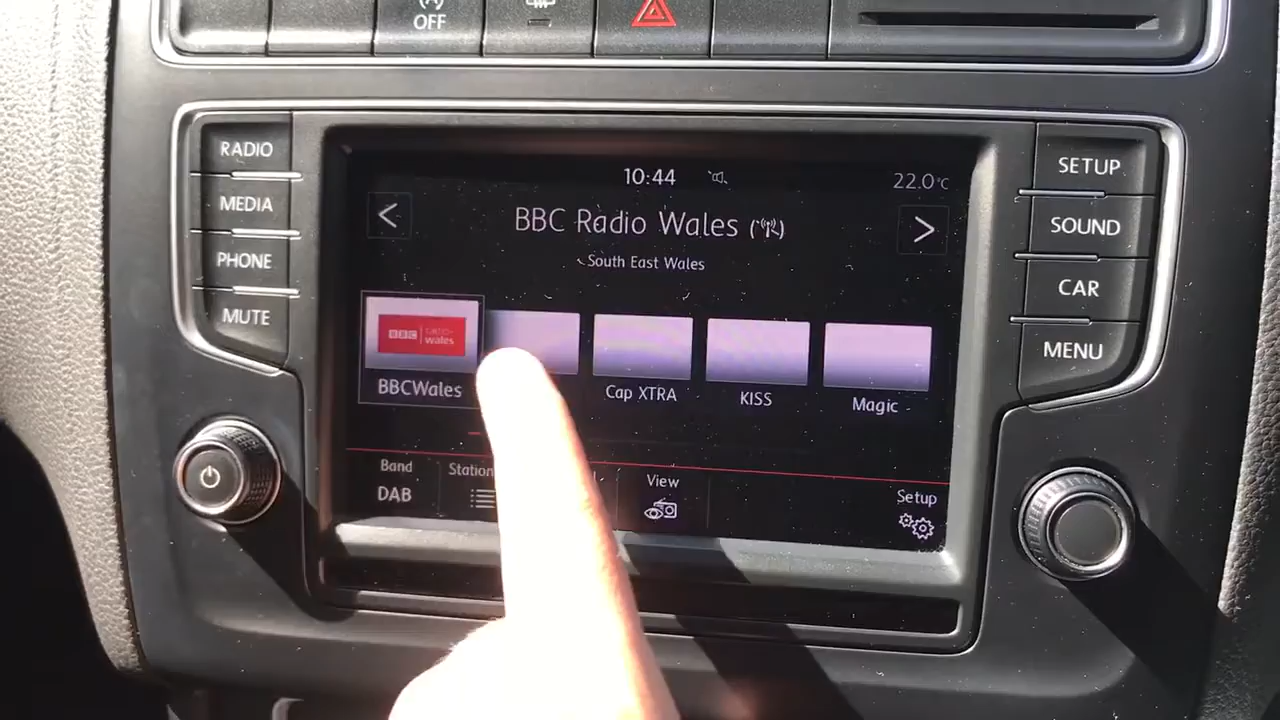 OFF
RADIO
MEDIA
PHONE
MUTE
SETUP
SOUND
CAR
MENU
10:44
22.0°C
<
BBC Radio Wales
>
South East Wales
BBC radio wales
BBCWales
Cap XTRA
KISS
Magic
Band
DAB
View
Setup